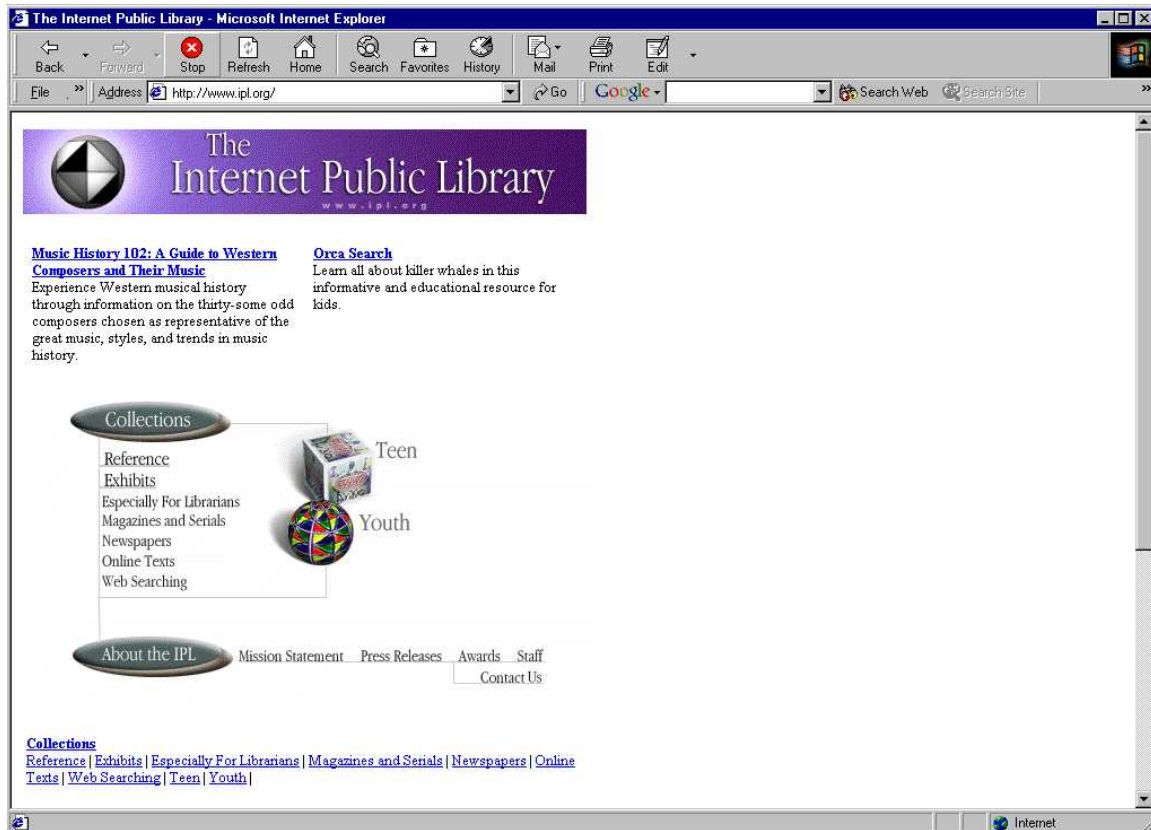 The Internet Public Library - Microsoft Internet Explorer
Back Forward Stop Refresh Home Search Favorites History Mail Print Edit
File » Address http://www.ipl.org/ Go Google Search Web Search Site »
The
Internet Public Library
www.ipl.org
Music History 102: A Guide to Western
Composers and Their Music
Experience Western musical history
through information on the thirty-some odd
composers chosen as representative of the
great music, styles, and trends in music
history.
Orca Search
Learn all about killer whales in this
informative and educational resource for
kids.
Collections
Reference
Exhibits
Especially For Librarians
Magazines and Serials
Newspapers
Online Texts
Web Searching
Teen
Youth
About the IPL
Mission Statement Press Releases Awards Staff
Contact Us
Collections
Reference | Exhibits | Especially For Librarians | Magazines and Serials | Newspapers | Online
Texts | Web Searching | Teen | Youth |
Internet